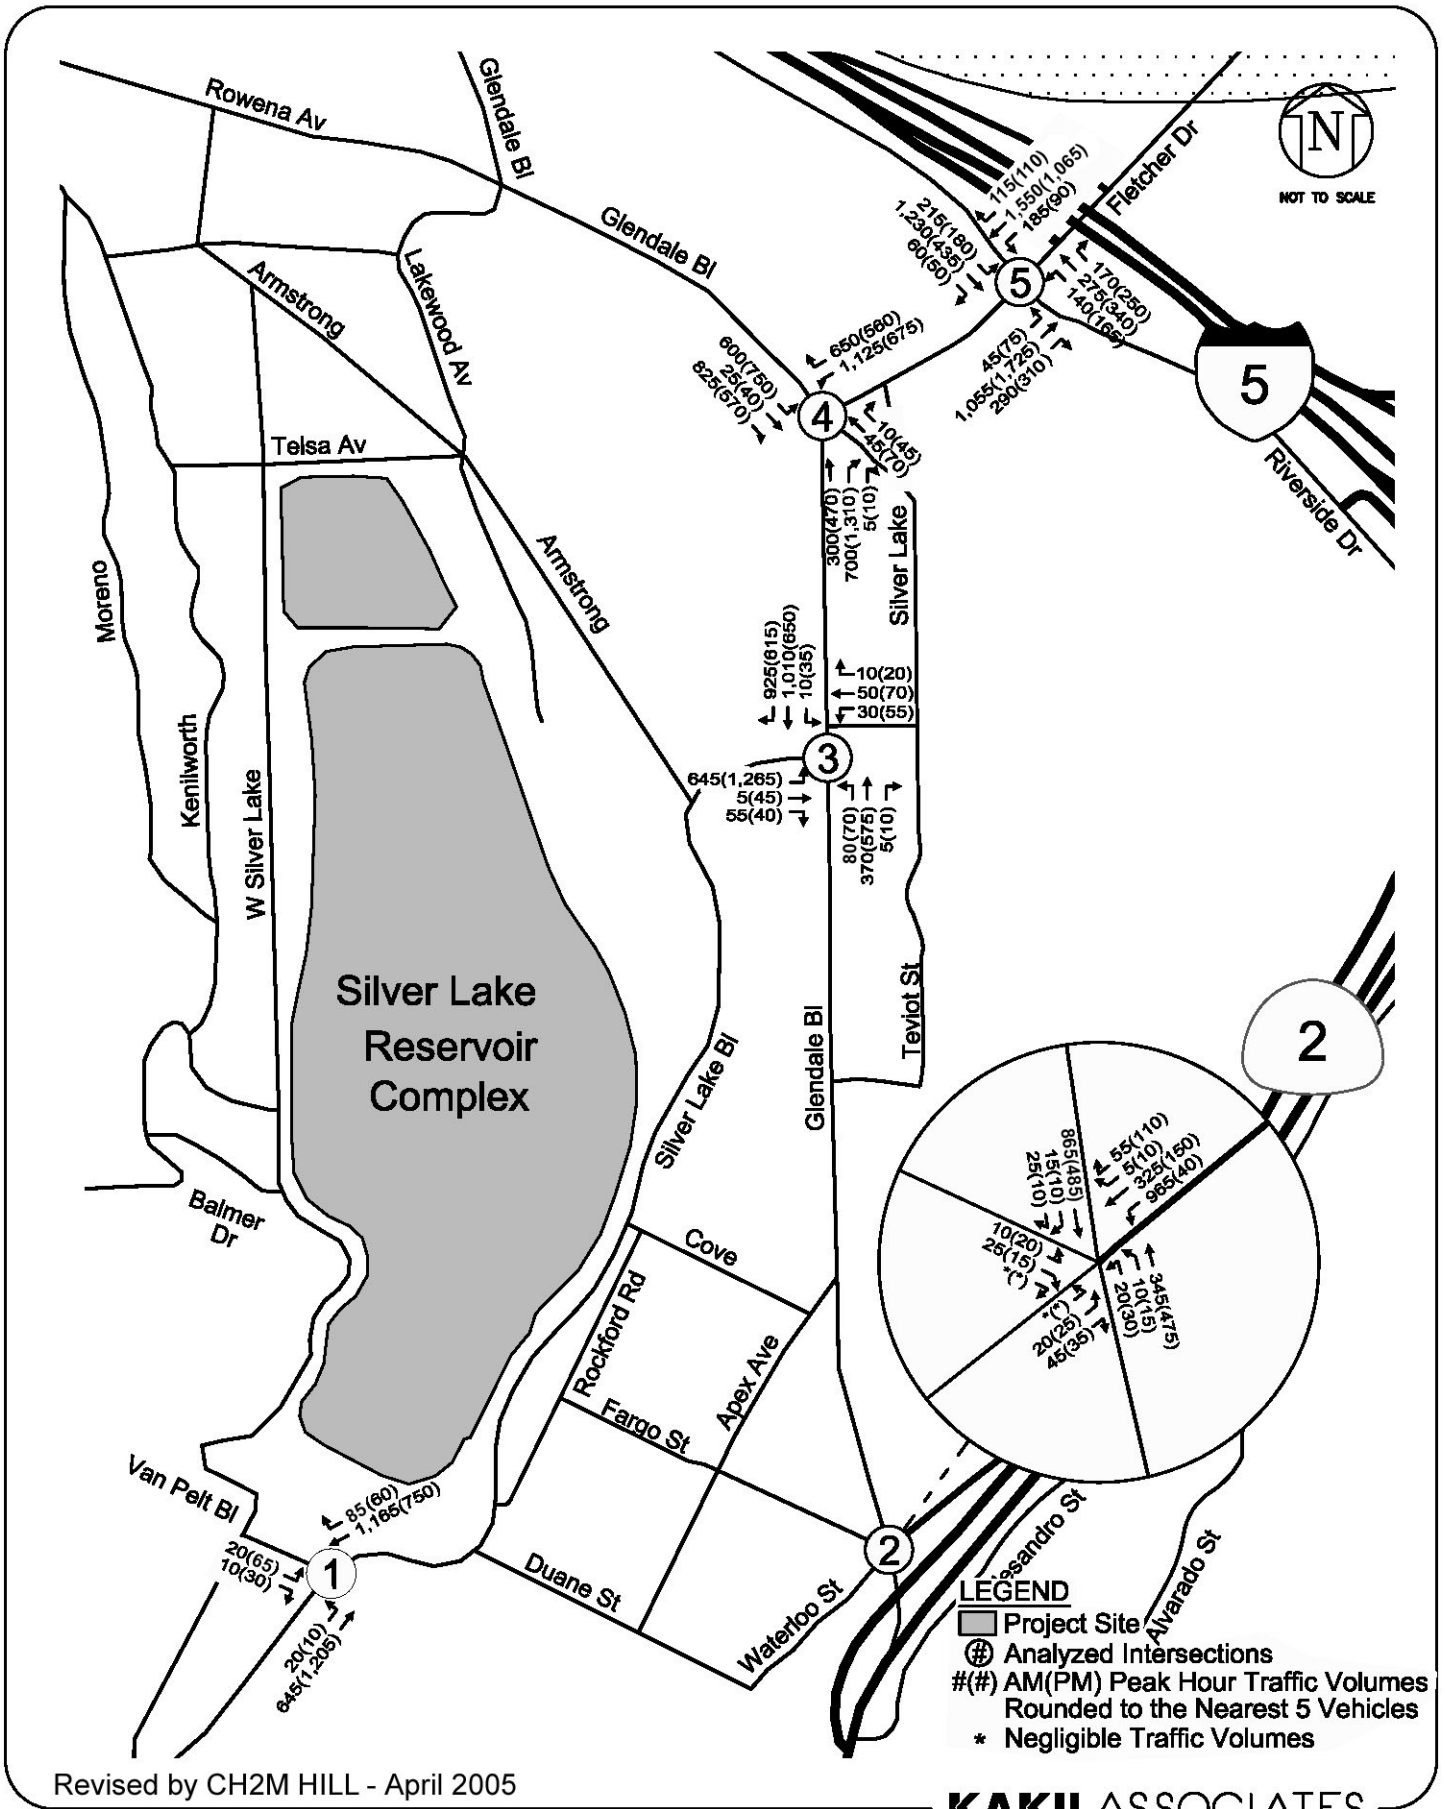 Rowena Av
Glendale Bl
Fletcher Dr
N
NOT TO SCALE
Glendale Bl
Armstrong
Lakewood Av
115(110)
1,550(1,065)
185(90)
215(180)
1,230(435)
60(50)
5
170(250)
275(340)
140(165)
45(75)
1,055(1,725)
290(310)
5
Riverside Dr
650(560)
1,125(675)
600(750)
25(40)
825(570)
4
10(45)
45(70)
300(470)
700(1,310)
5(10)
Silver Lake
Telsa Av
Armstrong
Moreno
Kenilworth
W Silver Lake
925(615)
1,010(650)
10(35)
10(20)
50(70)
30(55)
3
645(1,265)
5(45)
55(40)
80(70)
370(575)
5(10)
Silver Lake
Reservoir
Complex
Silver Lake Bl
Glendale Bl
Teviot St
2
865(485)
15(10)
25(10)
55(110)
5(10)
325(150)
965(40)
10(20)
25(15)
*(*)
*(*)
20(25)
45(35)
345(475)
10(15)
20(30)
Balmer
Dr
Cove
Rockford Rd
Apex Ave
Fargo St
Van Pelt Bl
85(60)
1,165(750)
20(65)
10(30)
1
20(10)
645(1,205)
Duane St
Waterloo St
2
esandro St
Alvarado St
LEGEND
Project Site
# Analyzed Intersections
#(#) AM(PM) Peak Hour Traffic Volumes
Rounded to the Nearest 5 Vehicles
* Negligible Traffic Volumes
Revised by CH2M HILL - April 2005
KAKU ASSOCIATES